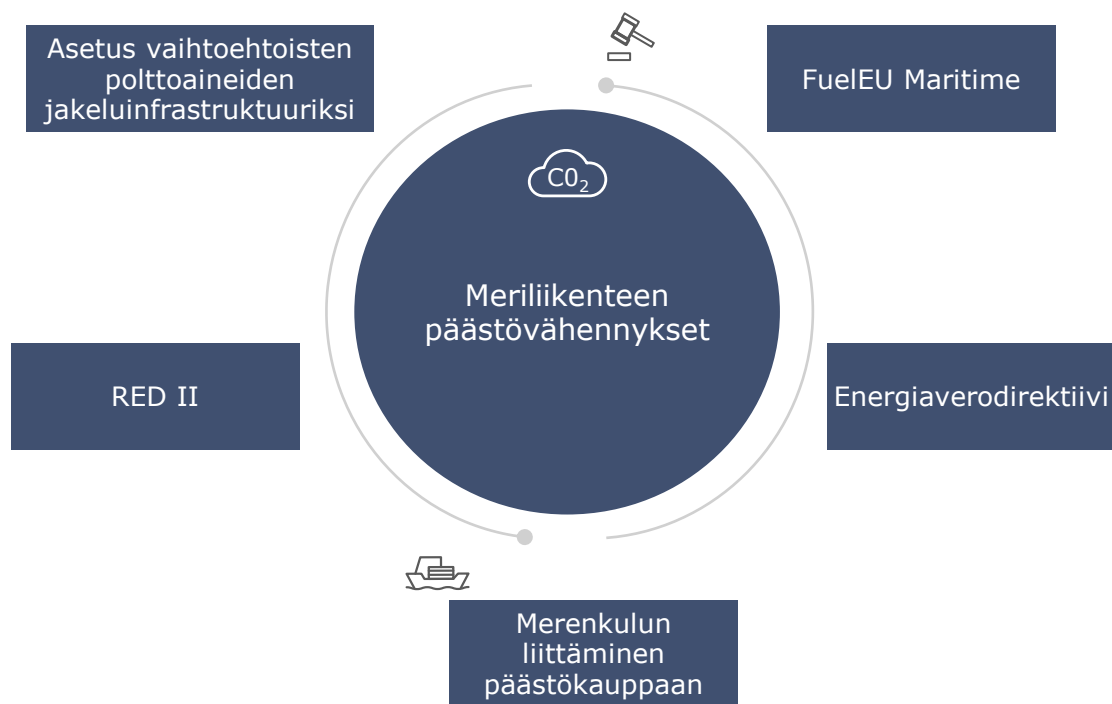 Asetus vaihtoehtoisten
polttoaineiden
jakeluinfrastruktuuriksi
FuelEU Maritime
C0₂
Meriliikenteen
päästövähennykset
RED II
Energiaverodirektiivi
Merenkulun
liittäminen
päästökauppaan